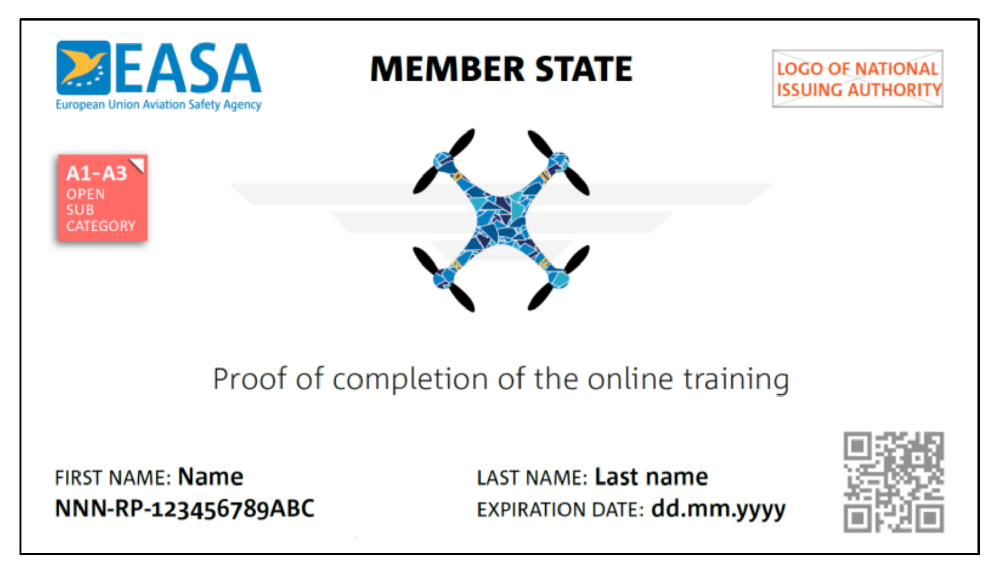 EASA
European Union Aviation Safety Agency
MEMBER STATE
LOGO OF NATIONAL
ISSUING AUTHORITY
A1-A3
OPEN
SUB
CATEGORY
Proof of completion of the online training
FIRST NAME: Name
LAST NAME: Last name
NNN-RP-123456789ABC
EXPIRATION DATE: dd.mm.yyyy